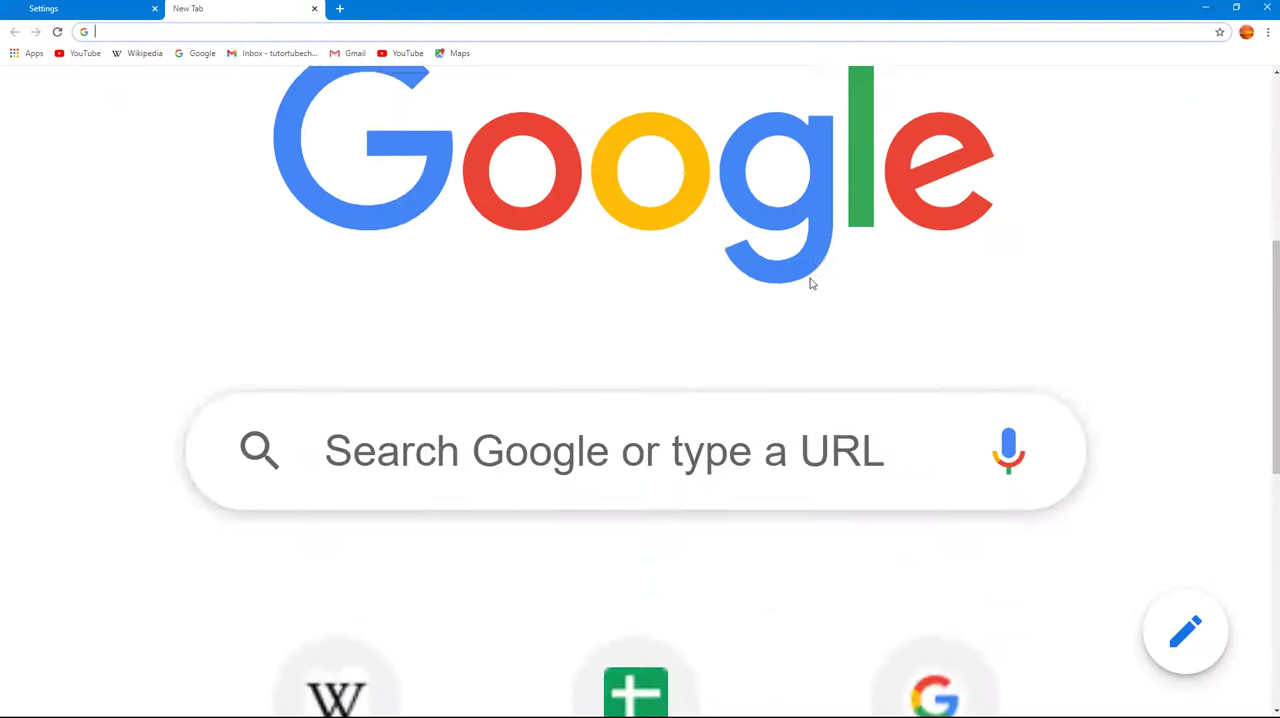 Settings
New Tab
Apps YouTube Wikipedia Google Inbox - tutortubech... Gmail YouTube Maps
Google
Search Google or type a URL
W